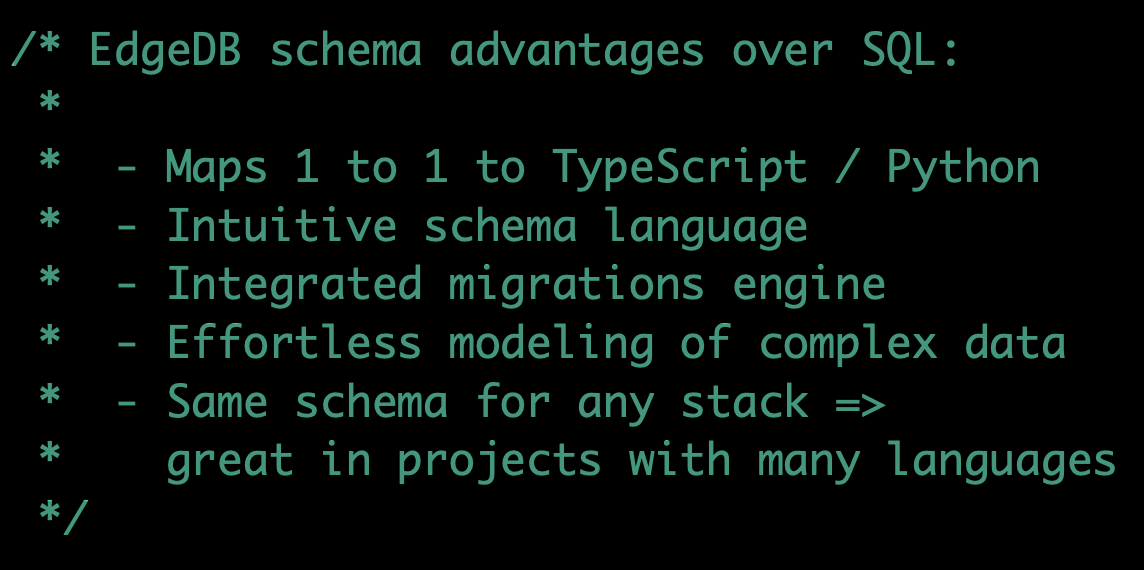 /* EdgeDB schema advantages over SQL:
 *
 *  - Maps 1 to 1 to TypeScript / Python
 *  - Intuitive schema language
 *  - Integrated migrations engine
 *  - Effortless modeling of complex data
 *  - Same schema for any stack =>
 *    great in projects with many languages
 */